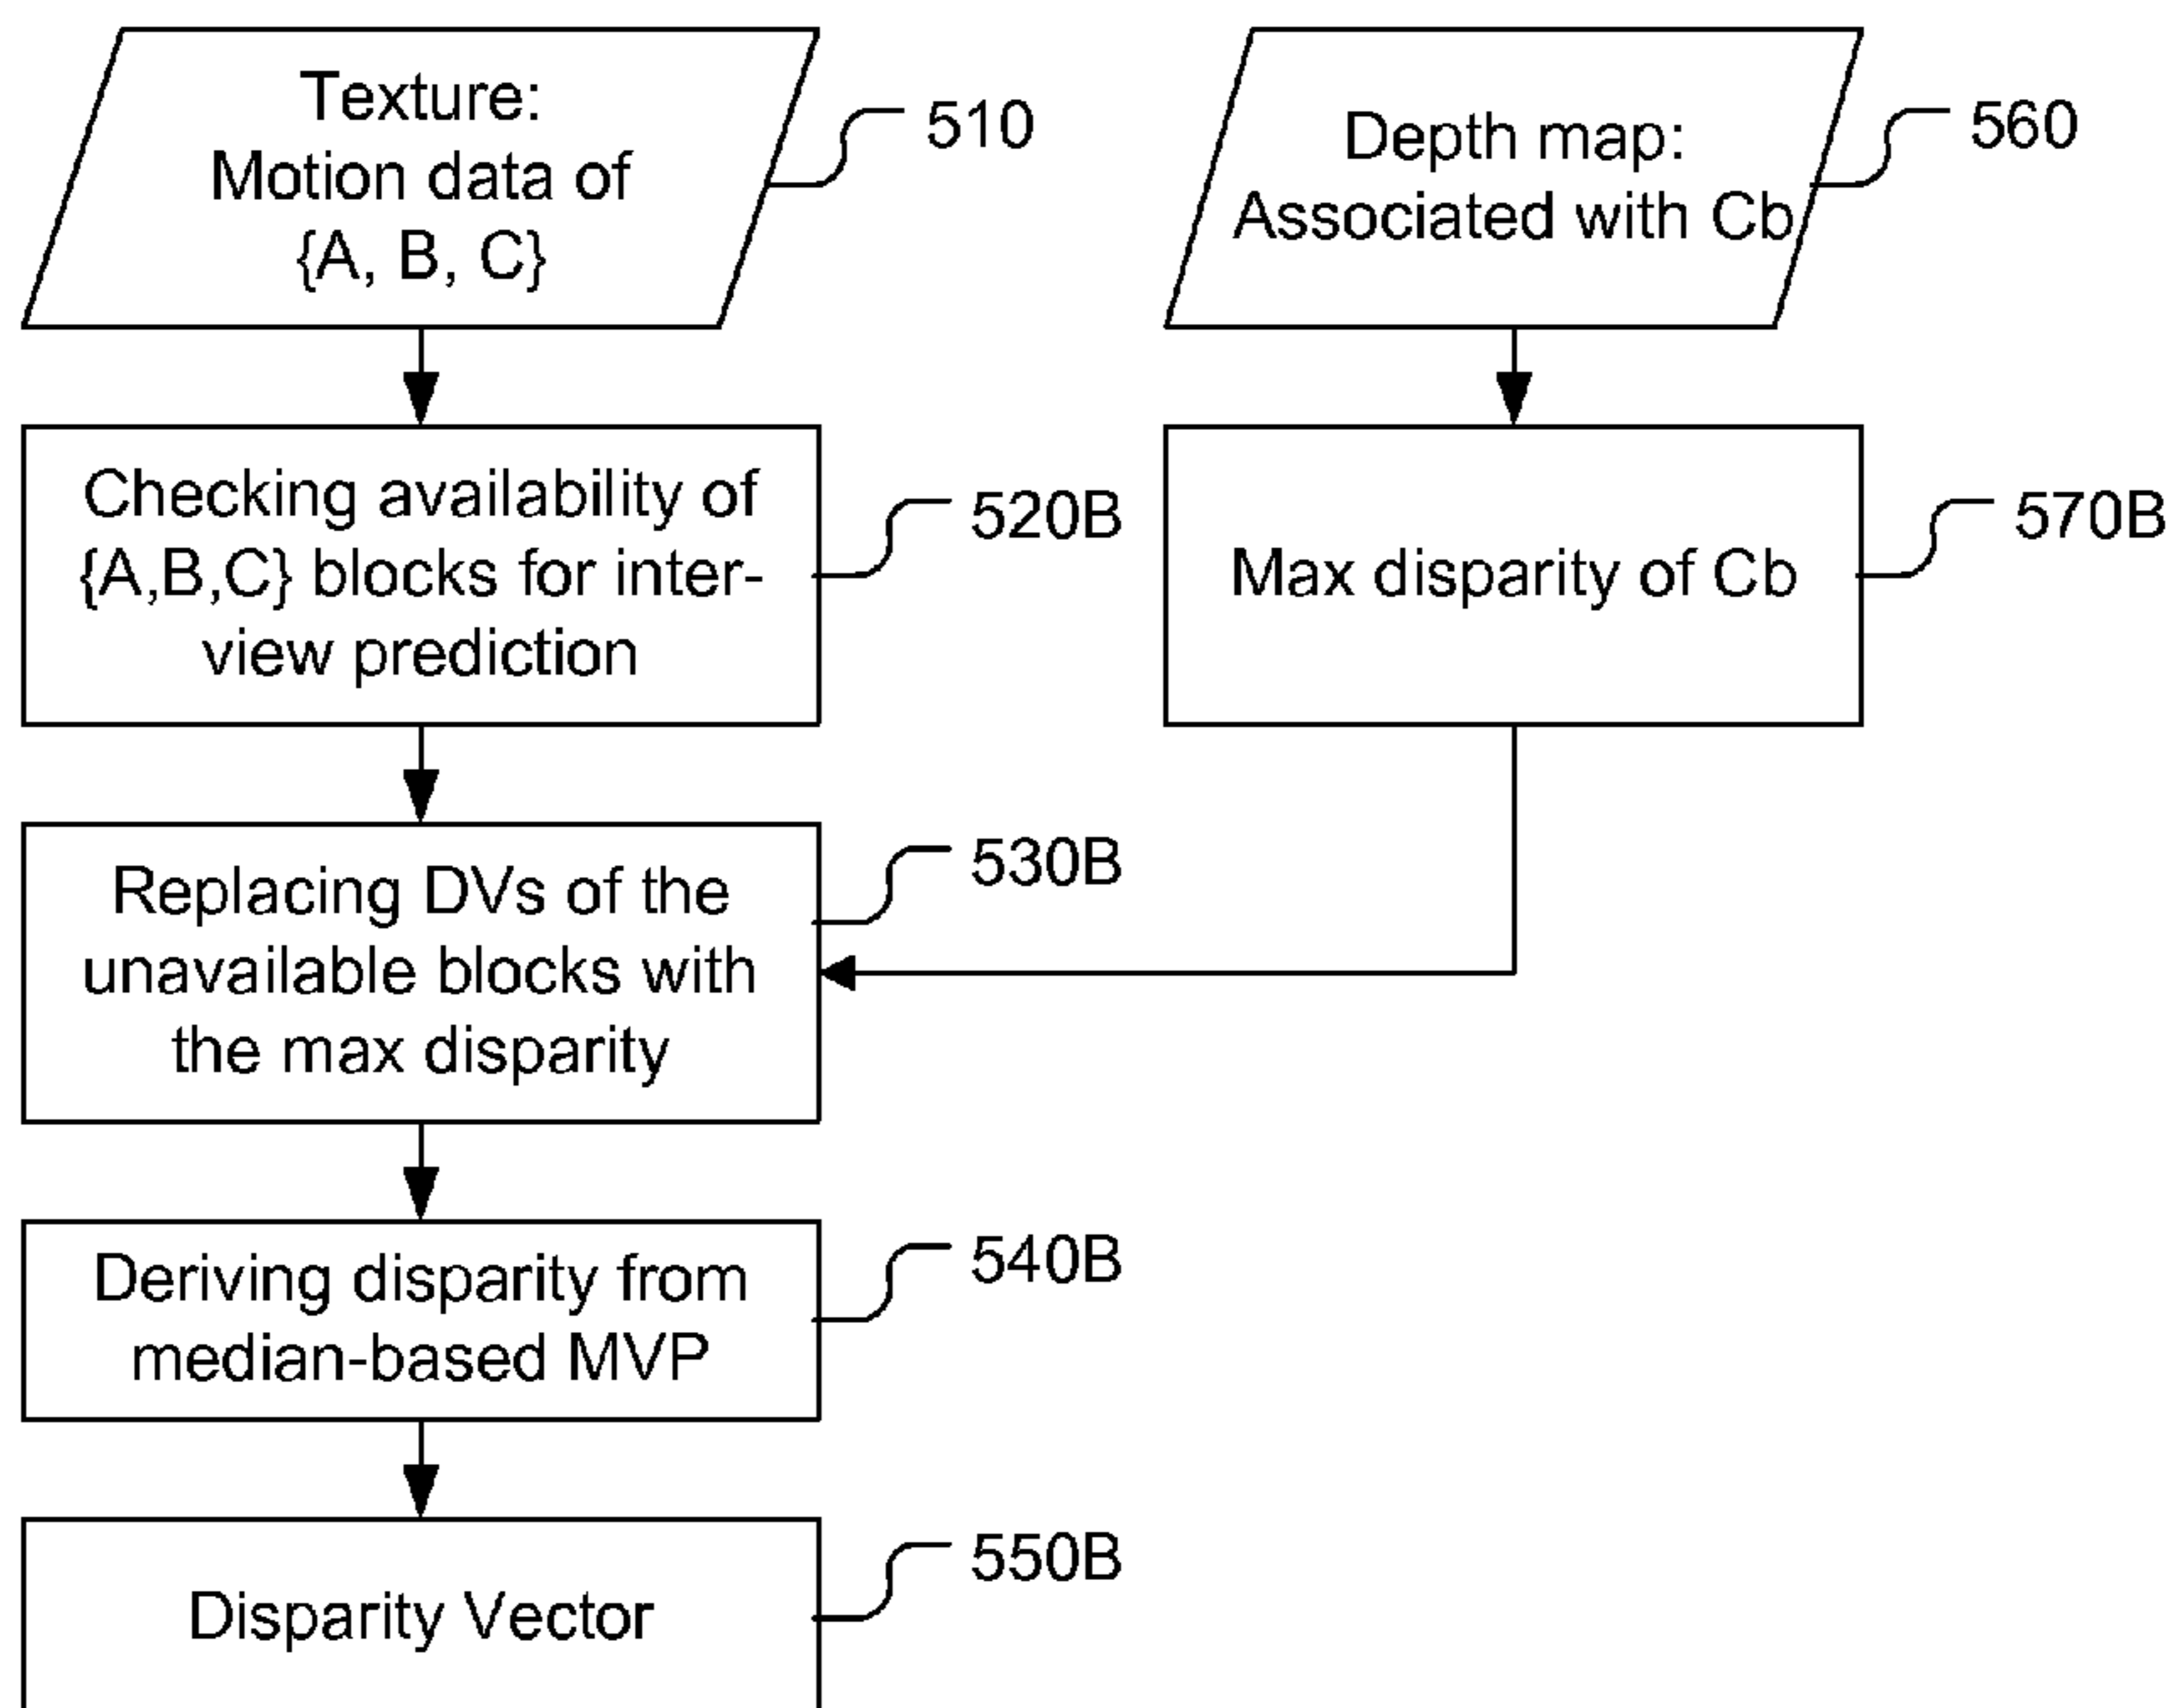 Texture:
Motion data of
{A, B, C}
510
Depth map:
Associated with Cb
560
Checking availability of
{A,B,C} blocks for inter-
view prediction
520B
Max disparity of Cb
570B
Replacing DVs of the
unavailable blocks with
the max disparity
530B
Deriving disparity from
median-based MVP
540B
Disparity Vector
550B